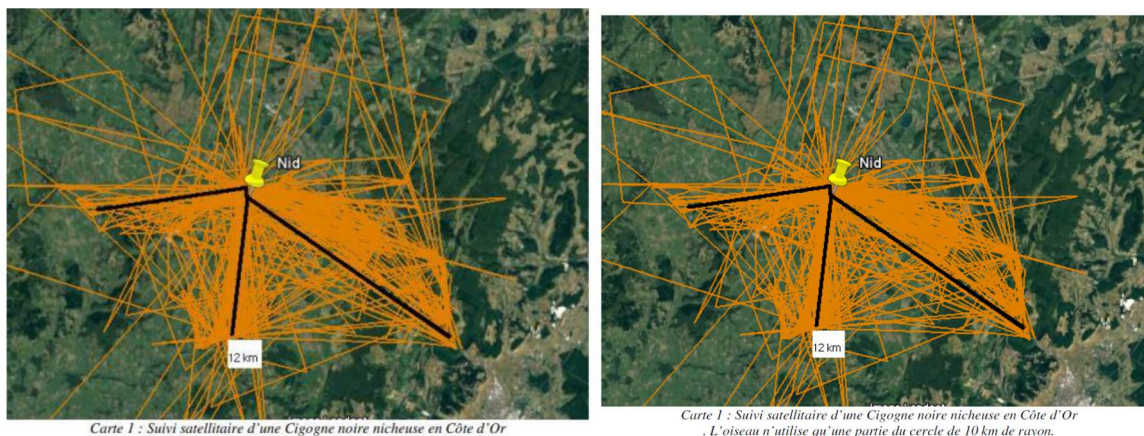 Nid
12 km
Carte 1 : Suivi satellitaire d'une Cigogne noire nicheuse en Côte d'Or
Nid
12 km
Carte 1 : Suivi satellitaire d'une Cigogne noire nicheuse en Côte d'Or
. L'oiseau n'utilise qu'une partie du cercle de 10 km de rayon.